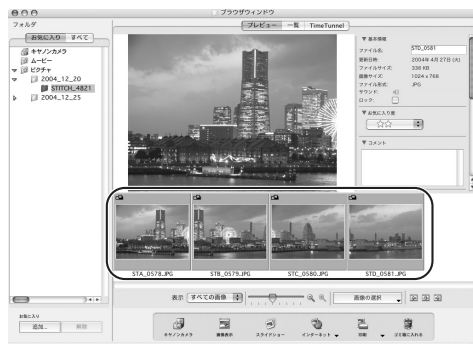 ブラウザウィンドウ
フォルダ
お気に入り すべて
プレビュー 一覧 TimeTunnel
キヤノンカメラ
ムービー
ピクチャ
2004_12_20
STITCH_4821
2004_12_25
▼ 基本情報
ファイル名: STD_0581
更新日時: 2004年 4月 27日 (火)
ファイルサイズ: 338 KB
画像サイズ: 1024 x 768
ファイル形式: JPG
サウンド:
ロック:
▼ お気に入り度
☆☆
▼ コメント
STA_0578.JPG STB_0579.JPG STC_0580.JPG STD_0581.JPG
表示 すべての画像 画像の選択
お気に入り
追加... 解除
キヤノンカメラ 画像表示 スライドショー インターネット 印刷 ゴミ箱に入れる